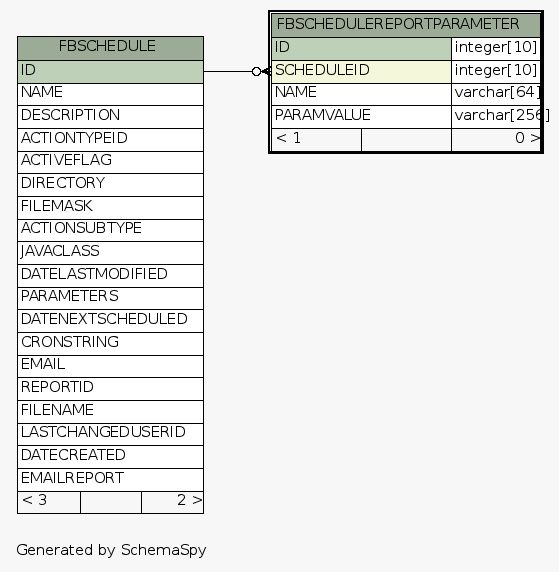 FBSCHEDULE
ID
NAME
DESCRIPTION
ACTIONTYPEID
ACTIVEFLAG
DIRECTORY
FILEMASK
ACTIONSUBTYPE
JAVACLASS
DATELASTMODIFIED
PARAMETERS
DATENEXTSCHEDULED
CRONSTRING
EMAIL
REPORTID
FILENAME
LASTCHANGEDUSERID
DATECREATED
EMAILREPORT
< 3 2 >
FBSCHEDULEREPORTPARAMETER
ID integer[10]
SCHEDULEID integer[10]
NAME varchar[64]
PARAMVALUE varchar[256]
< 1 0 >
Generated by SchemaSpy